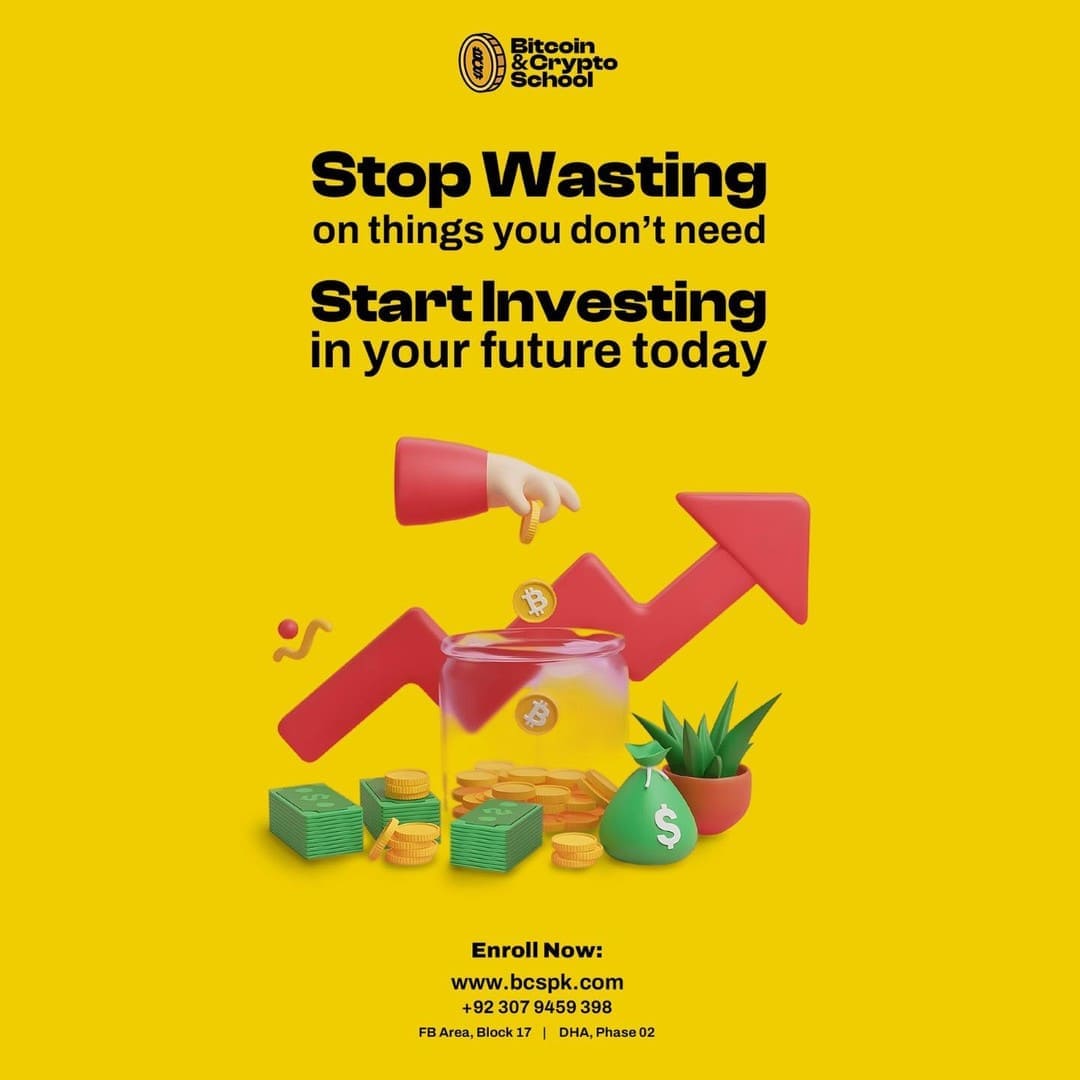 Bitcoin
&Crypto
School
Stop Wasting
on things you don’t need
Start Investing
in your future today
$
$
Enroll Now:
www.bcspk.com
+92 307 9459 398
FB Area, Block 17 | DHA, Phase 02